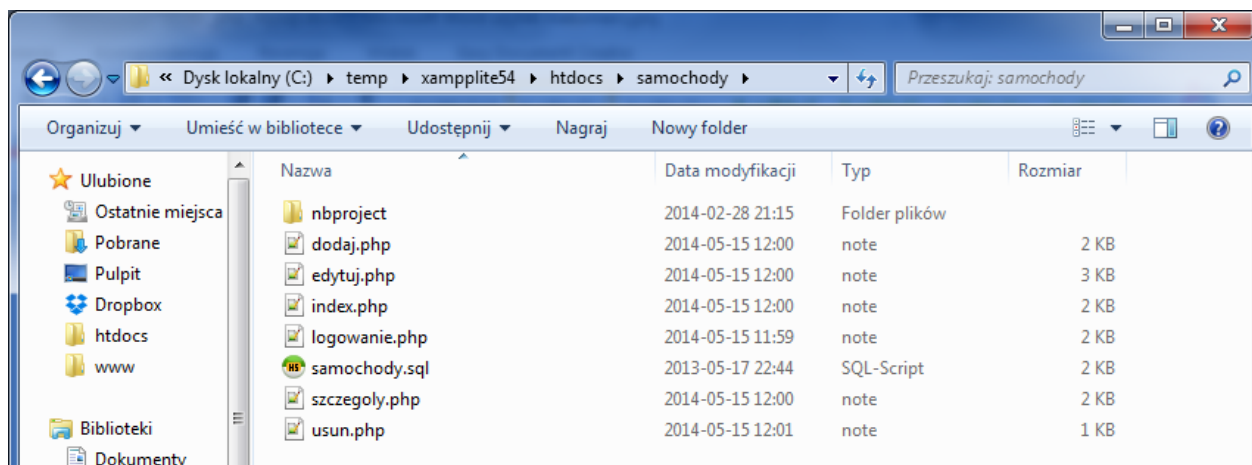 « Dysk lokalny (C:) ▸ temp ▸ xampplite54 ▸ htdocs ▸ samochody ▸
Przeszukaj: samochody
Organizuj Umieść w bibliotece Udostępnij Nagraj Nowy folder
Ulubione
Ostatnie miejsca
Pobrane
Pulpit
Dropbox
htdocs
www
Biblioteki
Dokumenty
Nazwa Data modyfikacji Typ Rozmiar
nbproject 2014-02-28 21:15 Folder plików
dodaj.php 2014-05-15 12:00 note 2 KB
edytuj.php 2014-05-15 12:00 note 3 KB
index.php 2014-05-15 12:00 note 2 KB
logowanie.php 2014-05-15 11:59 note 2 KB
HS samochody.sql 2013-05-17 22:44 SQL-Script 2 KB
szczegoly.php 2014-05-15 12:00 note 2 KB
usun.php 2014-05-15 12:01 note 1 KB